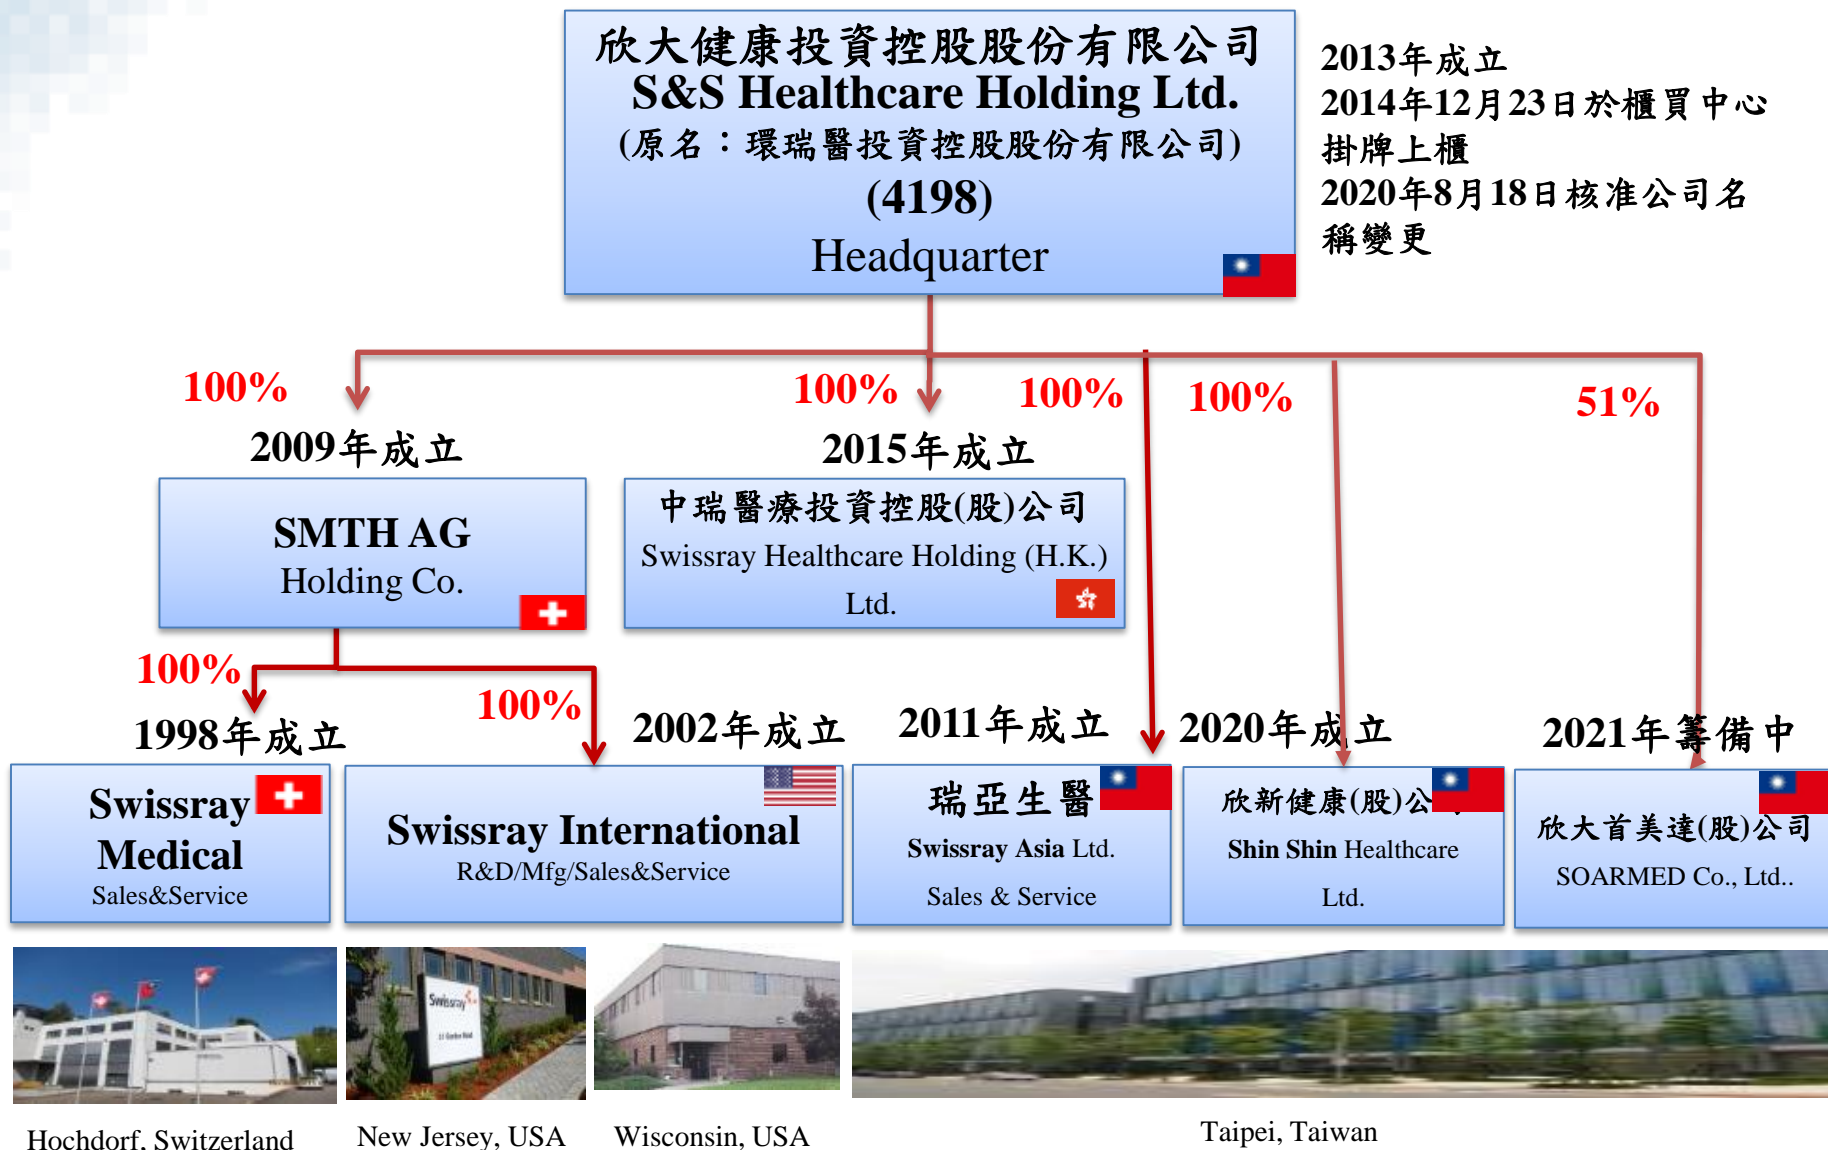 欣大健康投資控股股份有限公司
S&S Healthcare Holding Ltd.
(原名：環瑞醫投資控股股份有限公司)
(4198)
Headquarter
2013年成立
2014年12月23日於櫃買中心
掛牌上櫃
2020年8月18日核准公司名
稱變更
100%
100%
100%
100%
51%
2009年成立
2015年成立
SMTH AG
Holding Co.
中瑞醫療投資控股(股)公司
Swissray Healthcare Holding (H.K.)
Ltd.
100%
100%
1998年成立
2002年成立
2011年成立
2020年成立
2021年籌備中
Swissray
Medical
Sales&Service
Swissray International
R&D/Mfg/Sales&Service
瑞亞生醫
Swissray Asia Ltd.
Sales & Service
欣新健康(股)公
Shin Shin Healthcare
Ltd.
欣大首美達(股)公司
SOARMED Co., Ltd..
Swissray
Hochdorf, Switzerland
New Jersey, USA
Wisconsin, USA
Taipei, Taiwan